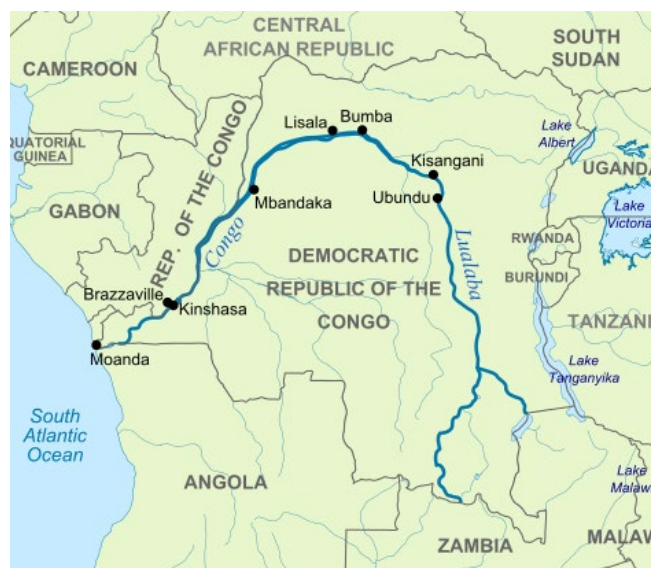 CENTRAL
AFRICAN REPUBLIC
SOUTH
SUDAN
CAMEROON
Lisala
Bumba
Lake
Albert
QUATORIAL
GUINEA
REP. OF THE CONGO
Kisangani
UGANDA
Ubundu
Mbandaka
GABON
Lake
Victoria
Congo
Lualaba
RWANDA
DEMOCRATIC
REPUBLIC OF THE
CONGO
BURUNDI
Brazzaville
Kinshasa
TANZANI
Moanda
Lake
Tanganyika
South
Atlantic
Ocean
ANGOLA
Lake
Malaw
ZAMBIA
MALAW